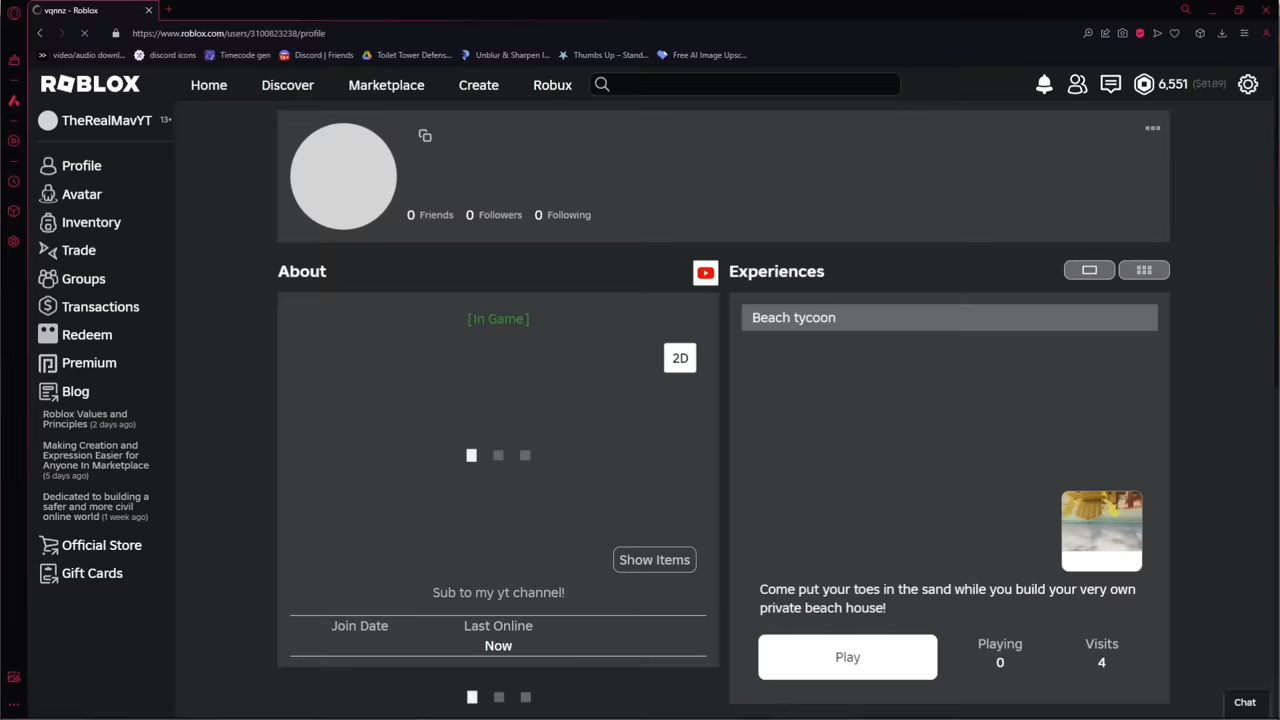 vqnnz - Roblox
https://www.roblox.com/users/3100823238/profile
video/audio downl...
discord icons
Timecode gen
Discord | Friends
Toilet Tower Defens...
Unblur & Sharpen I...
Thumbs Up – Stand...
Free AI Image Upsc...
ROBLOX
Home
Discover
Marketplace
Create
Robux
6,551 ($81.89)
TheRealMavYT 13+
Profile
Avatar
Inventory
Trade
Groups
Transactions
Redeem
Premium
Blog
Roblox Values and
Principles (2 days ago)
Making Creation and
Expression Easier for
Anyone In Marketplace
(5 days ago)
Dedicated to building a
safer and more civil
online world (1 week ago)
Official Store
Gift Cards
0 Friends 0 Followers 0 Following
About
[In Game]
2D
Show Items
Sub to my yt channel!
Join Date
Last Online
Now
Experiences
Beach tycoon
Come put your toes in the sand while you build your very own
private beach house!
Play
Playing
0
Visits
4
Chat